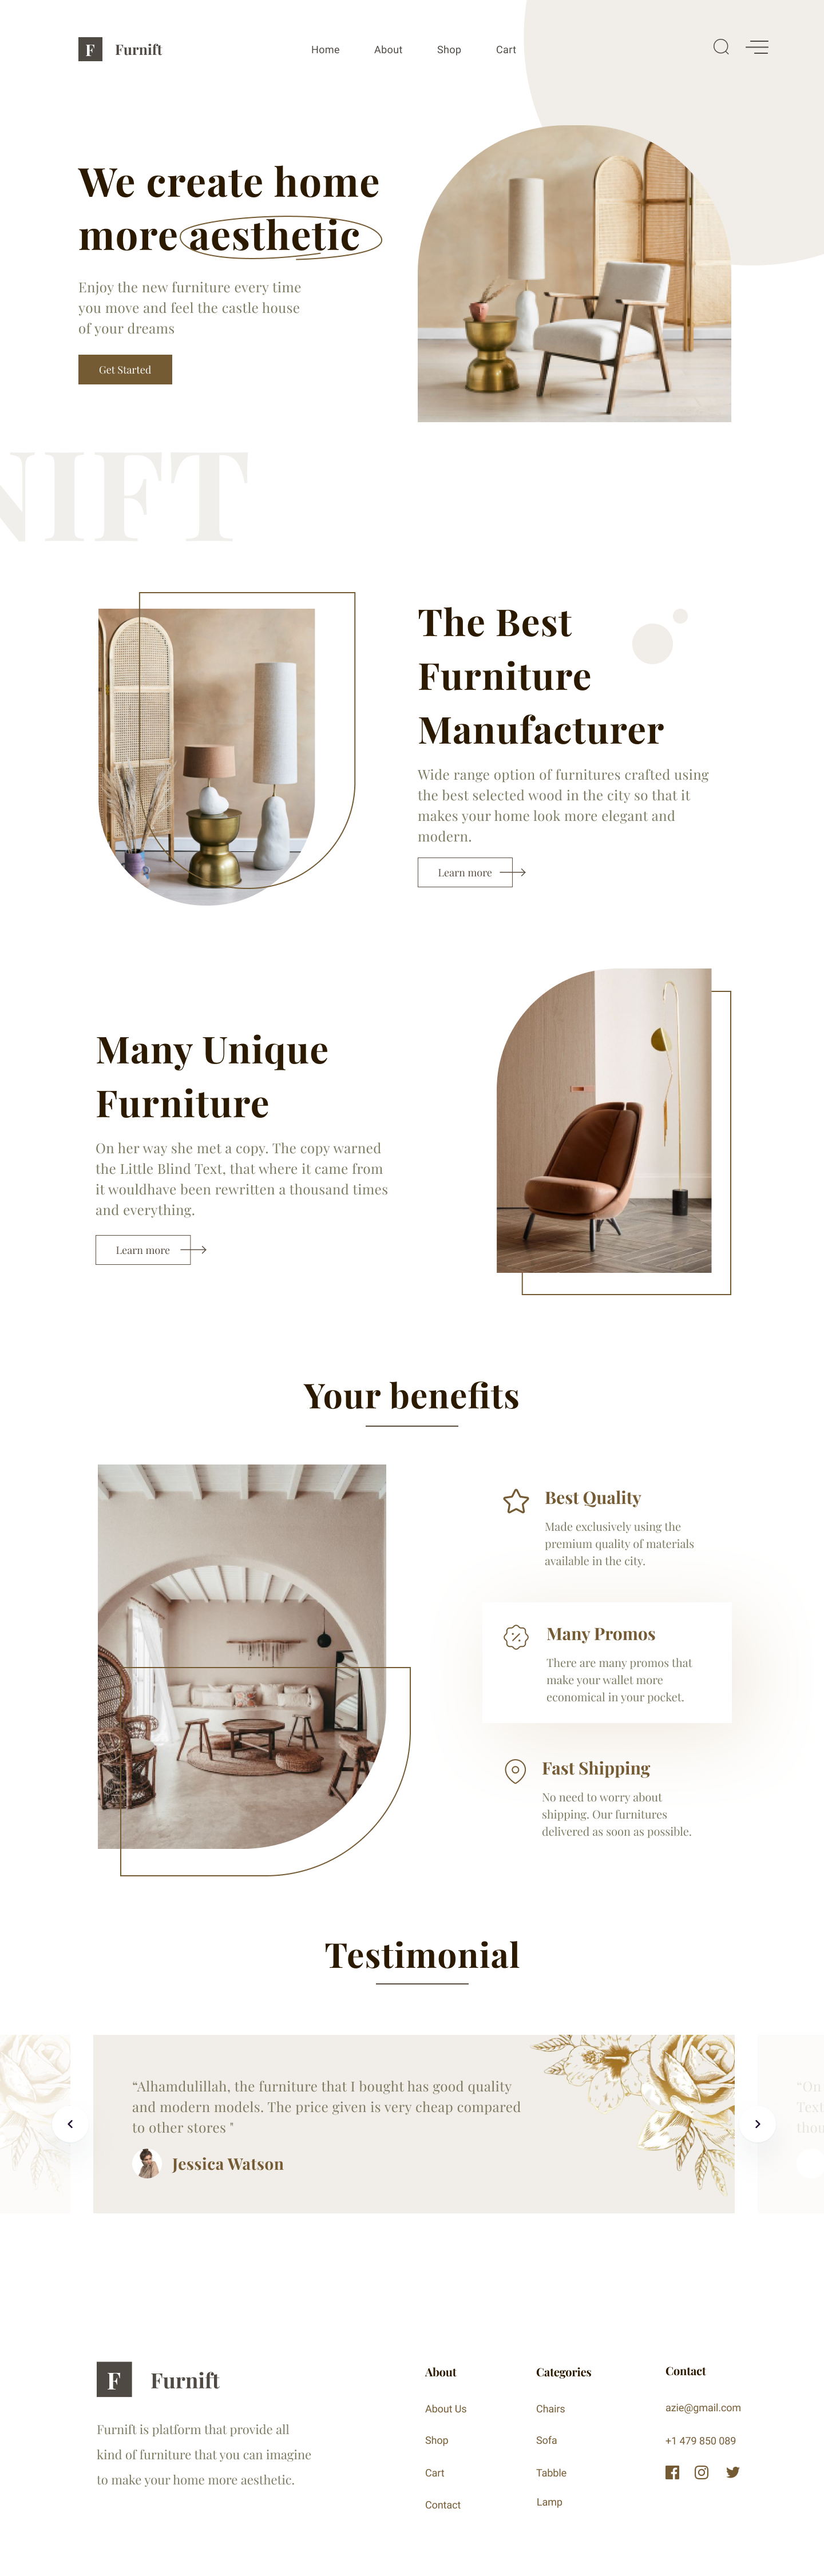 F Furnift
Home About Shop Cart
We create home
more aesthetic
Enjoy the new furniture every time
you move and feel the castle house
of your dreams
Get Started
NIFT
The Best
Furniture
Manufacturer
Wide range option of furnitures crafted using
the best selected wood in the city so that it
makes your home look more elegant and
modern.
Learn more
Many Unique
Furniture
On her way she met a copy. The copy warned
the Little Blind Text, that where it came from
it wouldhave been rewritten a thousand times
and everything.
Learn more
Your benefits
Best Quality
Made exclusively using the
premium quality of materials
available in the city.
Many Promos
There are many promos that
make your wallet more
economical in your pocket.
Fast Shipping
No need to worry about
shipping. Our furnitures
delivered as soon as possible.
Testimonial
“Alhamdulillah, the furniture that I bought has good quality
and modern models. The price given is very cheap compared
to other stores "
Jessica Watson
“On
Text
thou
F Furnift
Furnift is platform that provide all
kind of furniture that you can imagine
to make your home more aesthetic.
About
About Us
Shop
Cart
Contact
Categories
Chairs
Sofa
Tabble
Lamp
Contact
azie@gmail.com
+1 479 850 089